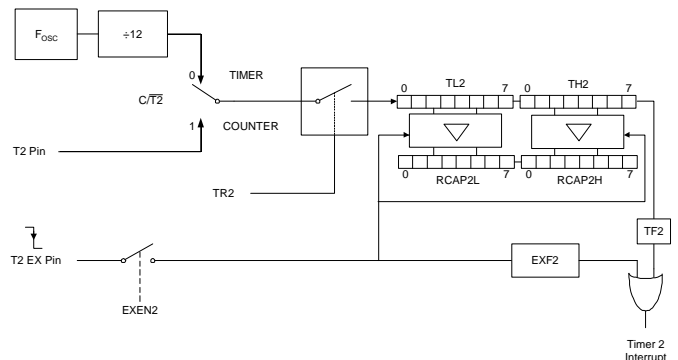 FOSC
÷12
0
TIMER
C/T2
1
COUNTER
T2 Pin
TR2
0 TL2 7
0 TH2 7
0 7
RCAP2L
0 7
RCAP2H
TF2
T2 EX Pin
EXEN2
EXF2
Timer 2
Interrupt